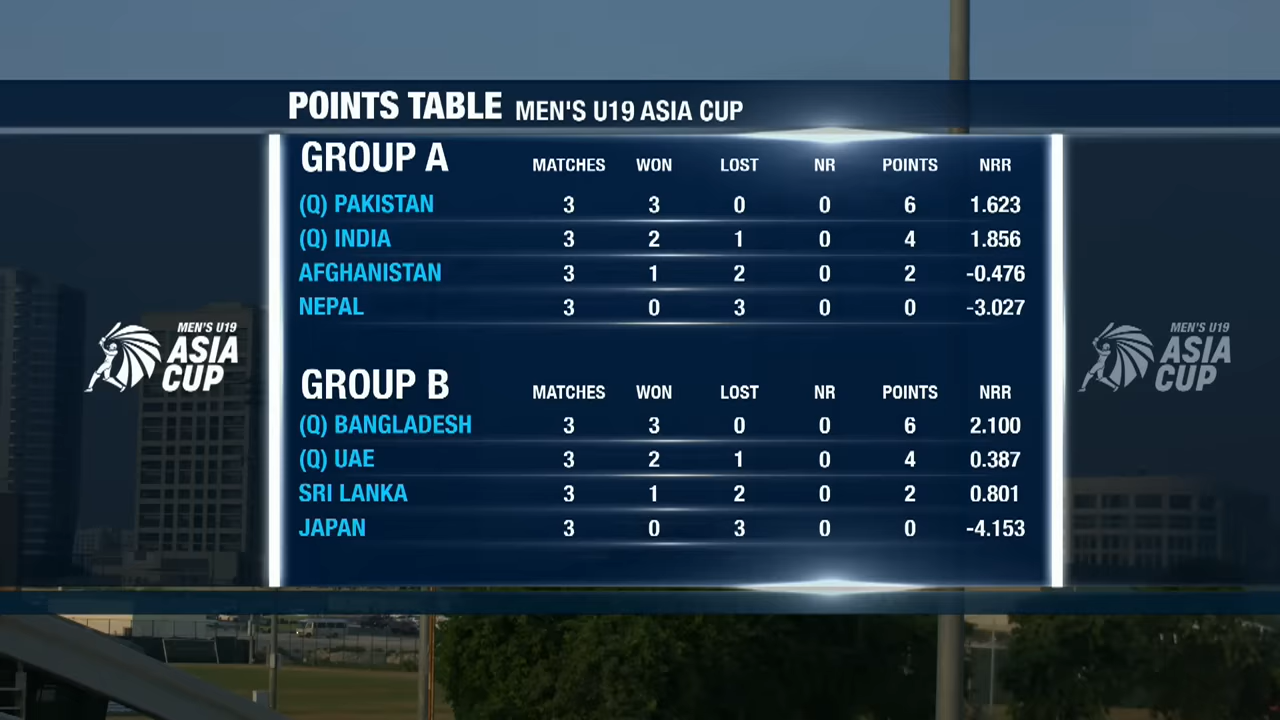 POINTS TABLE MEN'S U19 ASIA CUP
GROUP A MATCHES WON LOST NR POINTS NRR
(Q) PAKISTAN 3 3 0 0 6 1.623
(Q) INDIA 3 2 1 0 4 1.856
AFGHANISTAN 3 1 2 0 2 -0.476
NEPAL 3 0 3 0 0 -3.027
MEN'S U19
ASIA
CUP
MEN'S U19
ASIA
CUP
GROUP B MATCHES WON LOST NR POINTS NRR
(Q) BANGLADESH 3 3 0 0 6 2.100
(Q) UAE 3 2 1 0 4 0.387
SRI LANKA 3 1 2 0 2 0.801
JAPAN 3 0 3 0 0 -4.153